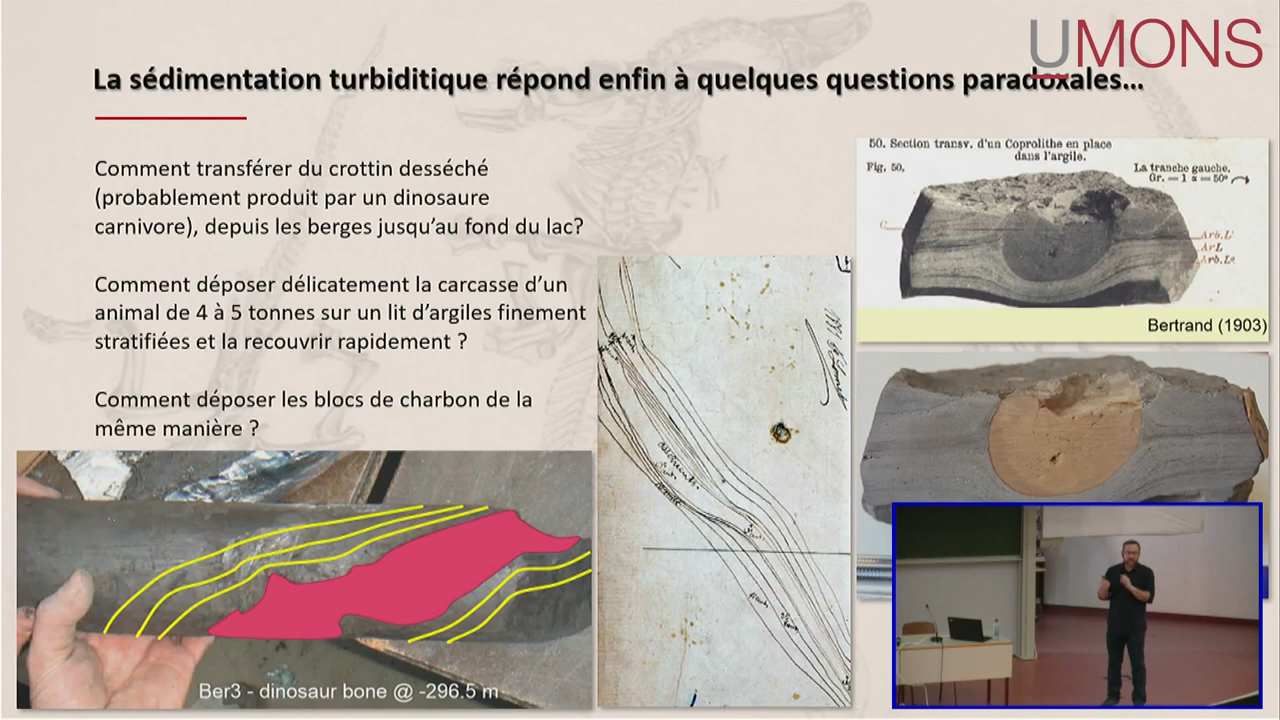 UMONS
La sédimentation turbiditique répond enfin à quelques questions paradoxales...
Comment transférer du crottin desséché
(probablement produit par un dinosaure
carnivore), depuis les berges jusqu'au fond du lac?
Comment déposer délicatement la carcasse d'un
animal de 4 à 5 tonnes sur un lit d'argiles finement
stratifiées et la recouvrir rapidement ?
Comment déposer les blocs de charbon de la
même manière ?
50. Section transv. d'un Coprolithe en place
dans l'argile.
Fig. 50.
La tranche gauche.
Gr. = 1 α = 50°
Arb.L'
Ar.L
Arb.Lº.
Bertrand (1903)
Ber3 - dinosaur bone @ -296.5 m